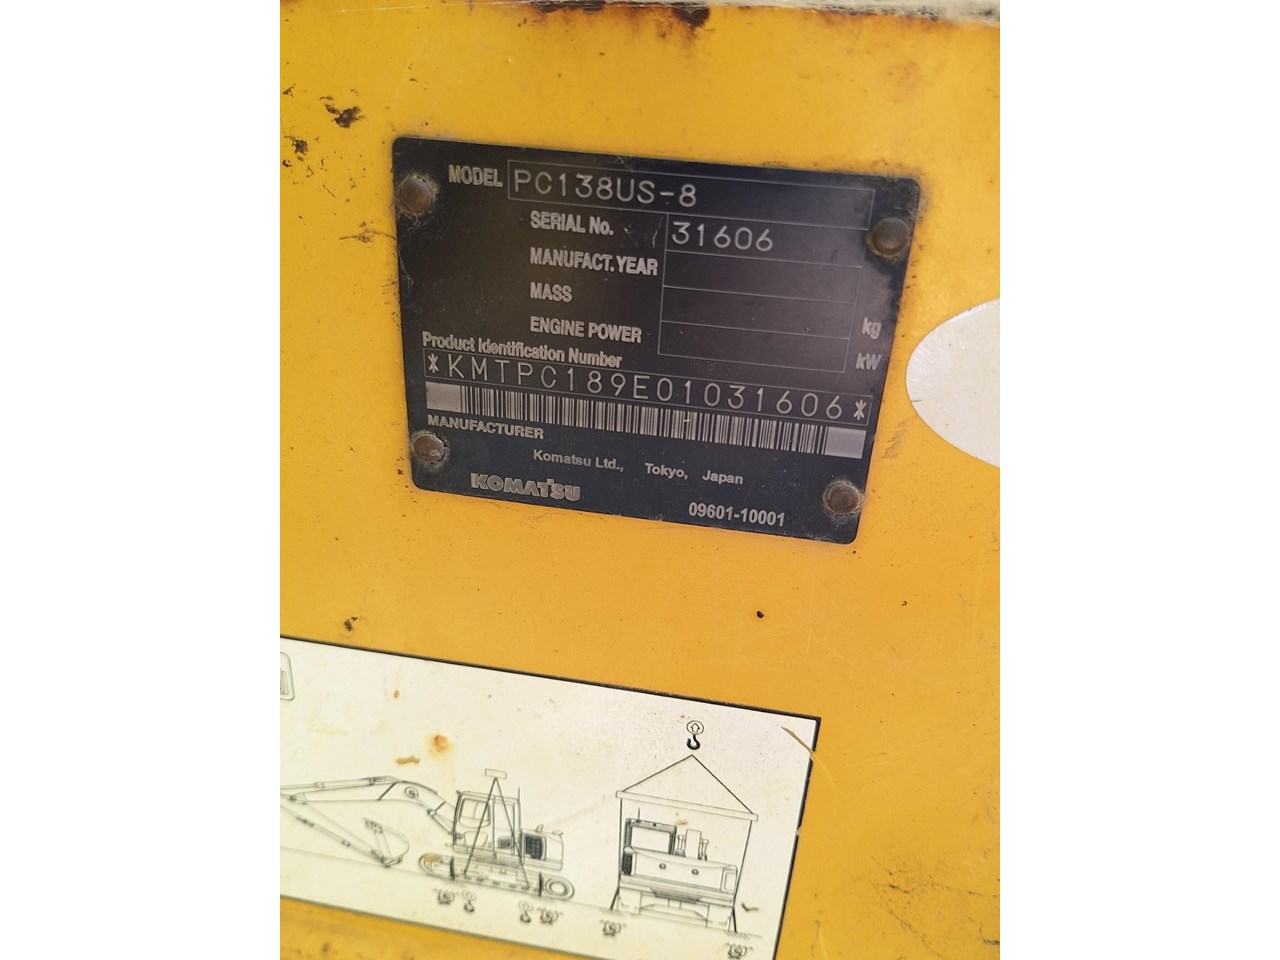 MODEL PC138US-8
SERIAL No. 31606
MANUFACT. YEAR
MASS kg
ENGINE POWER kW
Product Identification Number
*KMTPC189E01031606*
MANUFACTURER
Komatsu Ltd., Tokyo, Japan
KOMATSU
09601-10001